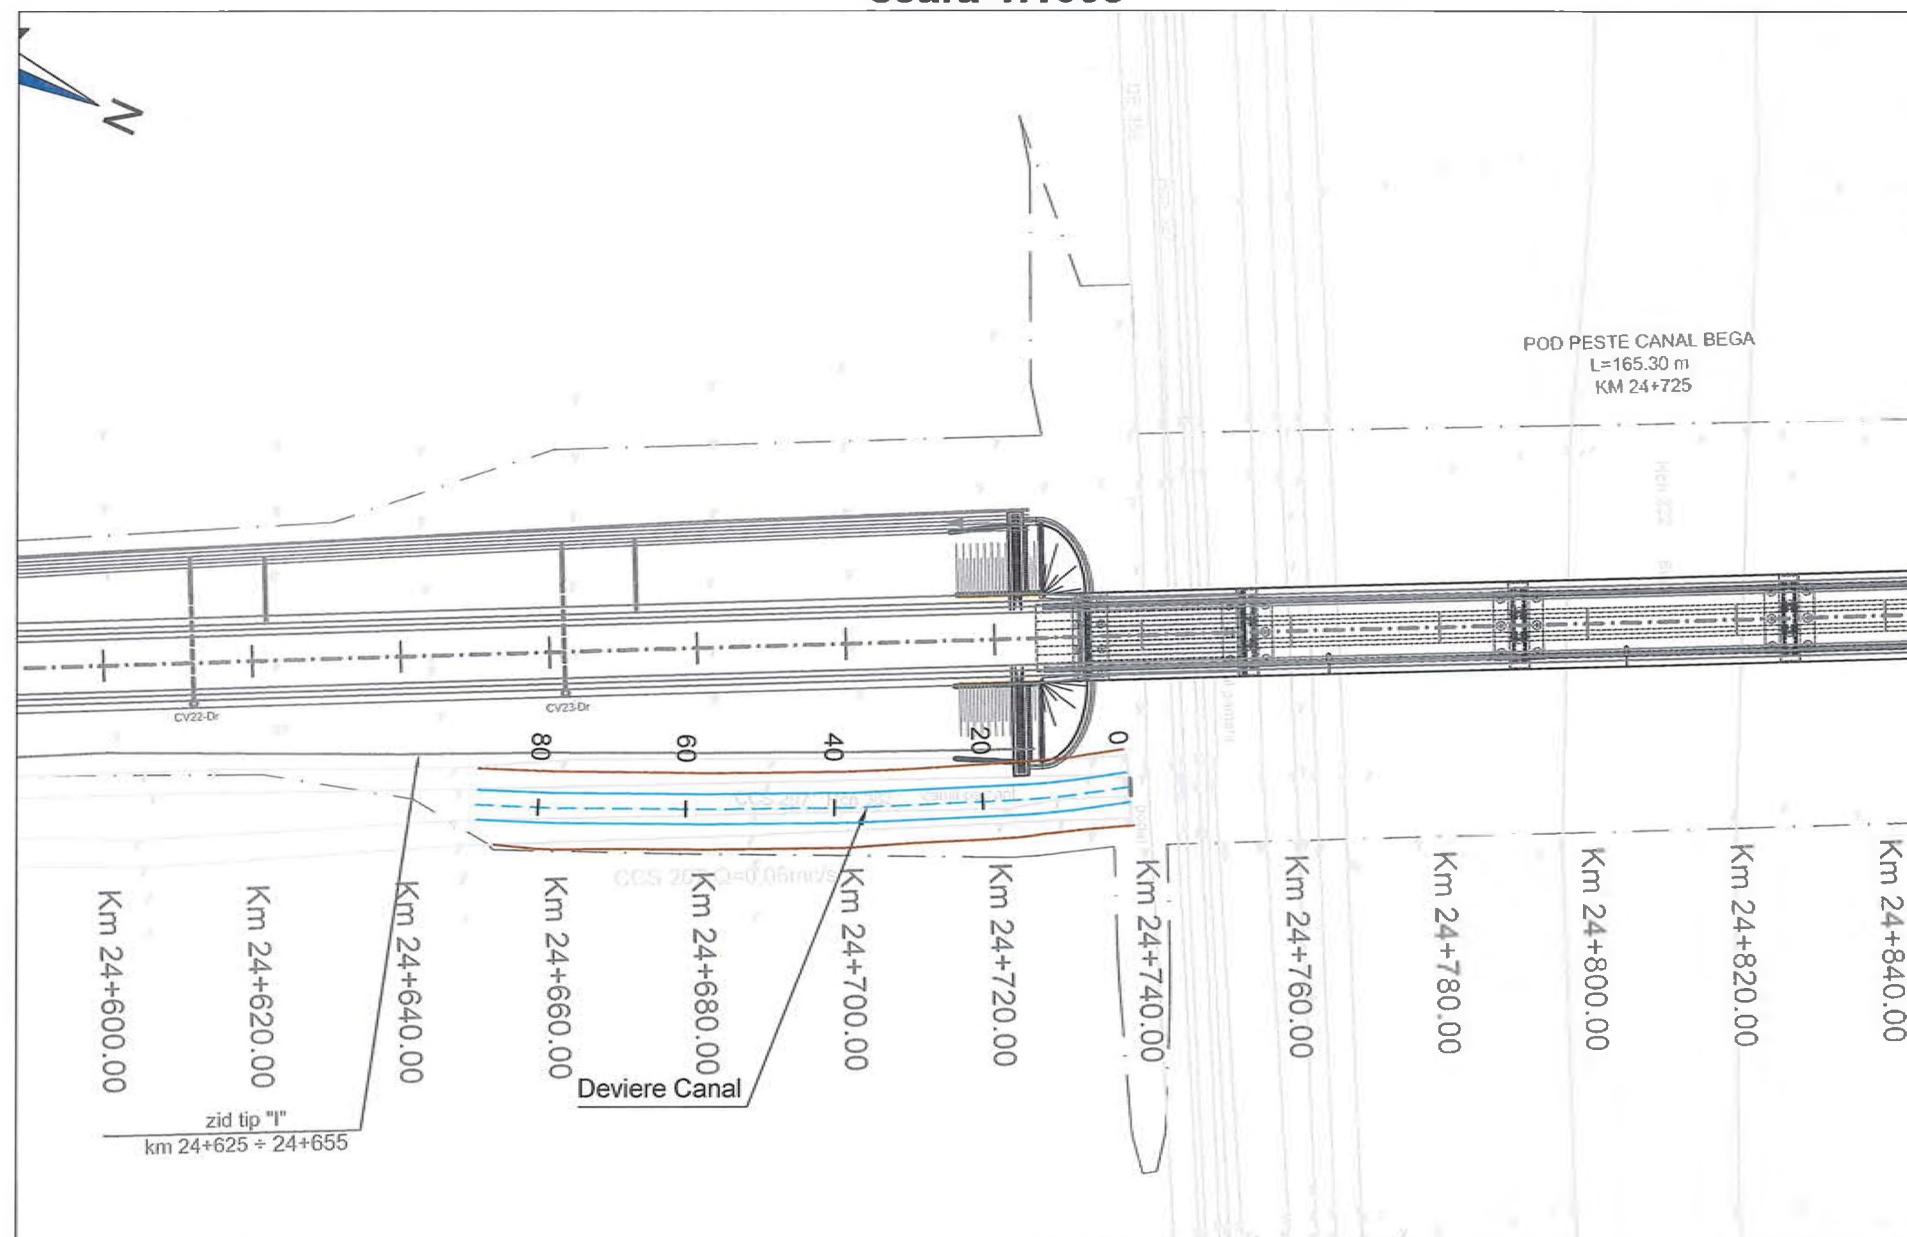 N
POD PESTE CANAL BEGA
L=165.30 m
KM 24+725
CV22-Dr
CV23-Dr
80
60
40
20
0
CCS 207 Q=0.06mc/s
Km 24+600.00
Km 24+620.00
Km 24+640.00
Km 24+660.00
Km 24+680.00
Km 24+700.00
Km 24+720.00
Km 24+740.00
Km 24+760.00
Km 24+780.00
Km 24+800.00
Km 24+820.00
Km 24+840.00
Deviere Canal
zid tip "I"
km 24+625 ÷ 24+655